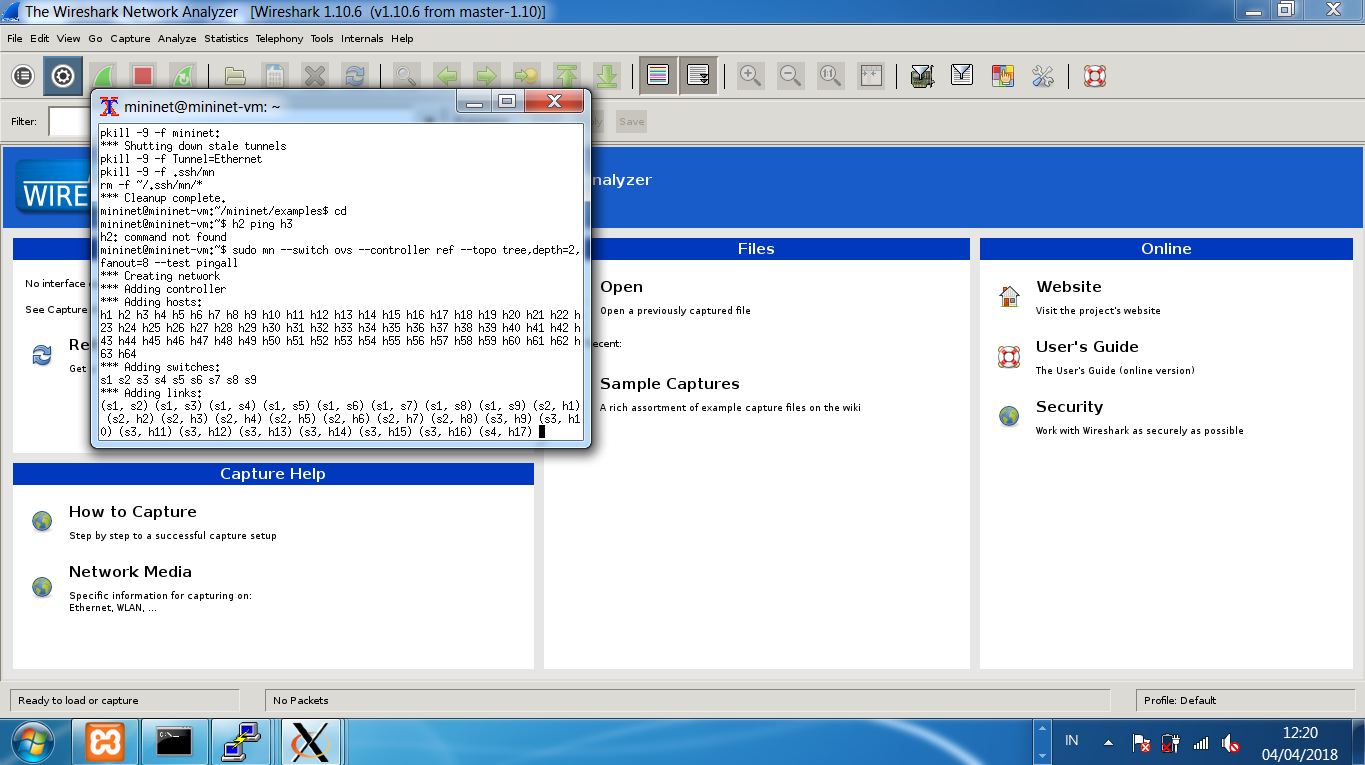 The Wireshark Network Analyzer [Wireshark 1.10.6 (v1.10.6 from master-1.10)]
File Edit View Go Capture Analyze Statistics Telephony Tools Internals Help
Filter:
Save
mininet@mininet-vm: ~
pkill -9 -f mininet:
*** Shutting down stale tunnels
pkill -9 -f Tunnel=Ethernet
pkill -9 -f .ssh/mn
rm -f ~/.ssh/mn/*
*** Cleanup complete.
mininet@mininet-vm:~/mininet/examples$ cd
mininet@mininet-vm:~$ h2 ping h3
h2: command not found
mininet@mininet-vm:~$ sudo mn --switch ovs --controller ref --topo tree,depth=2,
fanout=8 --test pingall
*** Creating network
*** Adding controller
*** Adding hosts:
h1 h2 h3 h4 h5 h6 h7 h8 h9 h10 h11 h12 h13 h14 h15 h16 h17 h18 h19 h20 h21 h22 h
23 h24 h25 h26 h27 h28 h29 h30 h31 h32 h33 h34 h35 h36 h37 h38 h39 h40 h41 h42 h
43 h44 h45 h46 h47 h48 h49 h50 h51 h52 h53 h54 h55 h56 h57 h58 h59 h60 h61 h62 h
63 h64
*** Adding switches:
s1 s2 s3 s4 s5 s6 s7 s8 s9
*** Adding links:
(s1, s2) (s1, s3) (s1, s4) (s1, s5) (s1, s6) (s1, s7) (s1, s8) (s1, s9) (s2, h1)
(s2, h2) (s2, h3) (s2, h4) (s2, h5) (s2, h6) (s2, h7) (s2, h8) (s3, h9) (s3, h1
0) (s3, h11) (s3, h12) (s3, h13) (s3, h14) (s3, h15) (s3, h16) (s4, h17)
WIRE
nalyzer
No interface
See Capture
Re
Get
Capture Help
How to Capture
Step by step to a successful capture setup
Network Media
Specific information for capturing on:
Ethernet, WLAN, ...
Files
Open
Open a previously captured file
ecent:
Sample Captures
A rich assortment of example capture files on the wiki
Online
Website
Visit the project's website
User's Guide
The User's Guide (online version)
Security
Work with Wireshark as securely as possible
Ready to load or capture
No Packets
Profile: Default
IN
12:20
04/04/2018